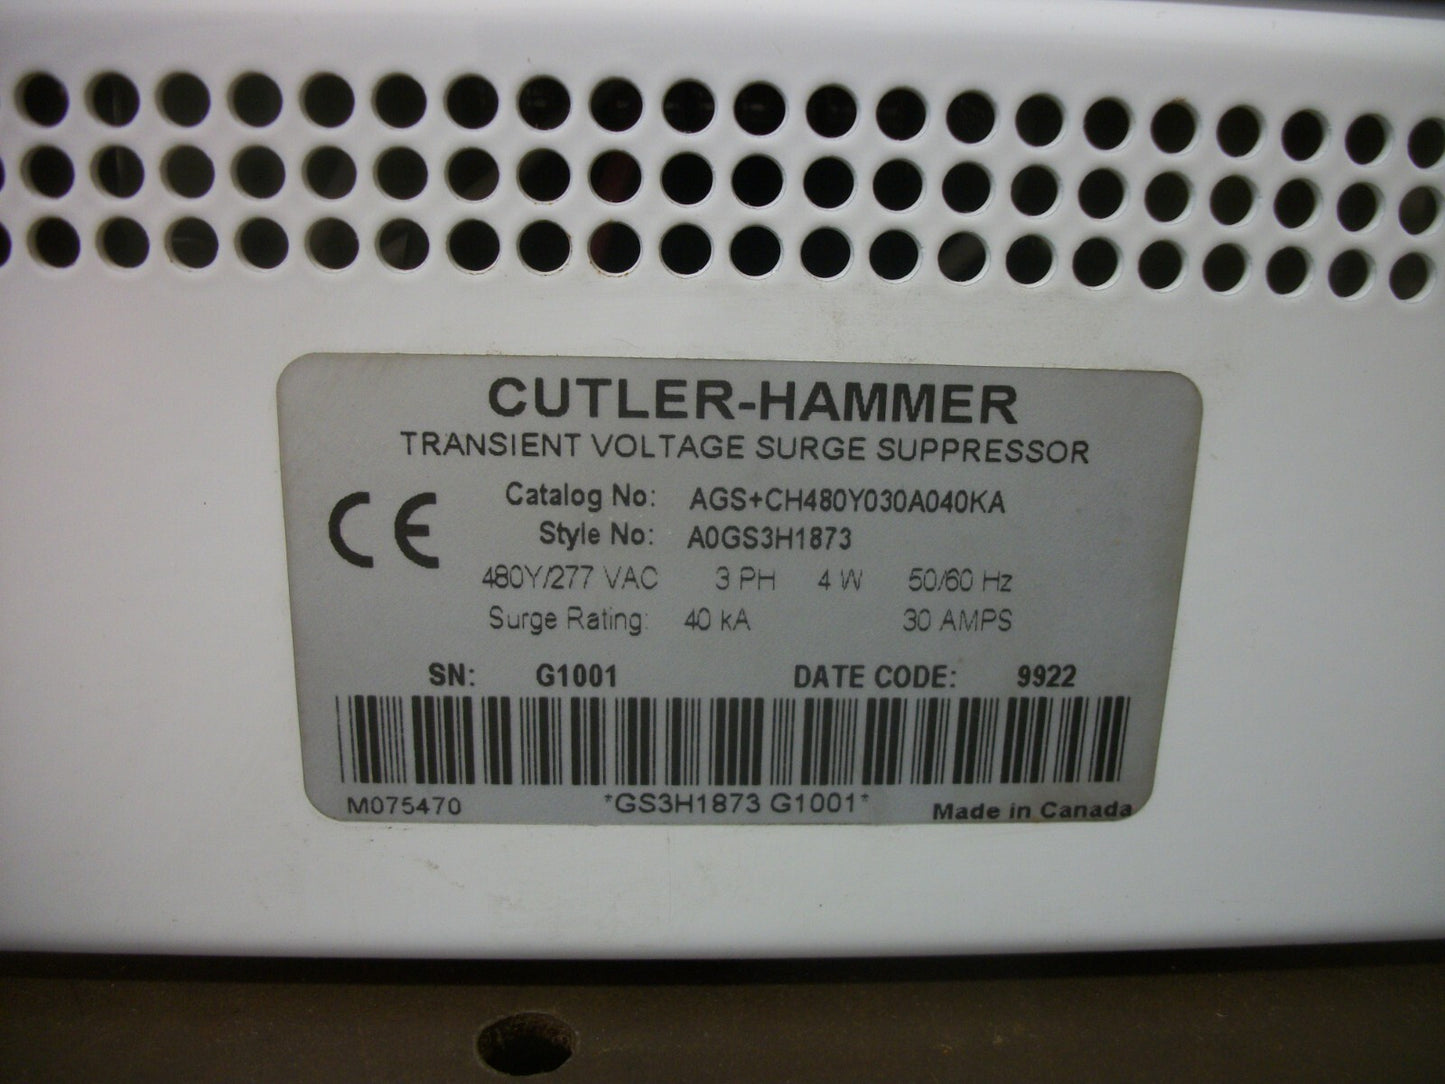 CUTLER-HAMMER
TRANSIENT VOLTAGE SURGE SUPPRESSOR
CE
Catalog No: AGS+CH480Y030A040KA
Style No: A0GS3H1873
480Y/277 VAC 3 PH 4 W 50/60 Hz
Surge Rating: 40 kA 30 AMPS
SN: G1001 DATE CODE: 9922
M075470 *GS3H1873 G1001* Made in Canada